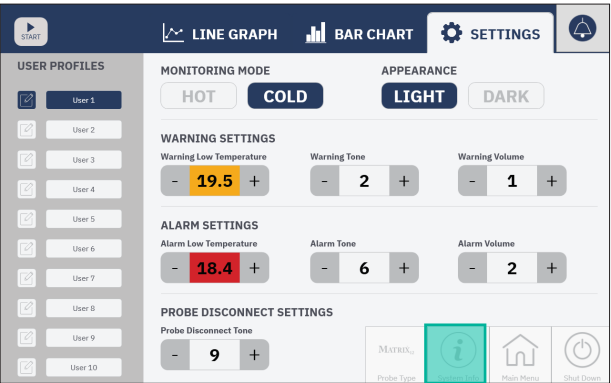 START
LINE GRAPH
BAR CHART
SETTINGS
USER PROFILES
User 1
User 2
User 3
User 4
User 5
User 6
User 7
User 8
User 9
User 10
MONITORING MODE
HOT COLD
APPEARANCE
LIGHT DARK
WARNING SETTINGS
Warning Low Temperature
- 19.5 +
Warning Tone
- 2 +
Warning Volume
- 1 +
ALARM SETTINGS
Alarm Low Temperature
- 18.4 +
Alarm Tone
- 6 +
Alarm Volume
- 2 +
PROBE DISCONNECT SETTINGS
Probe Disconnect Tone
- 9 +
MATRIX
Probe Type
i
System Info
Main Menu
Shut Down